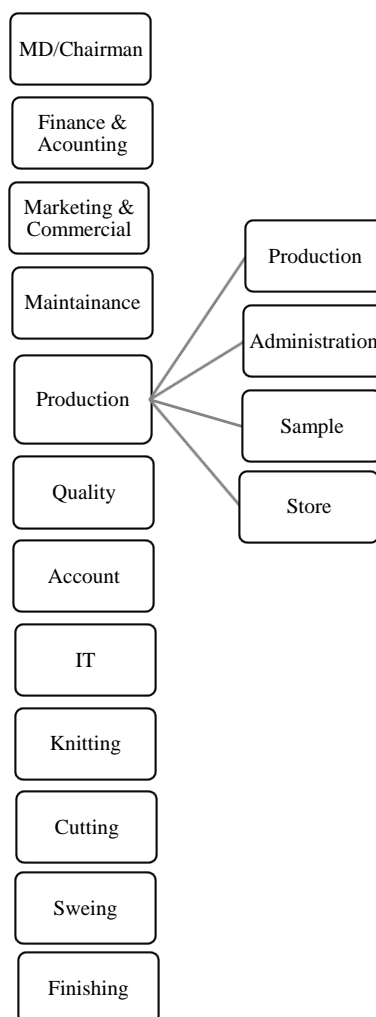 MD/Chairman
Finance &
Acounting
Marketing &
Commercial
Maintainance
Production
Quality
Account
IT
Knitting
Cutting
Sweing
Finishing
Production
Administration
Sample
Store